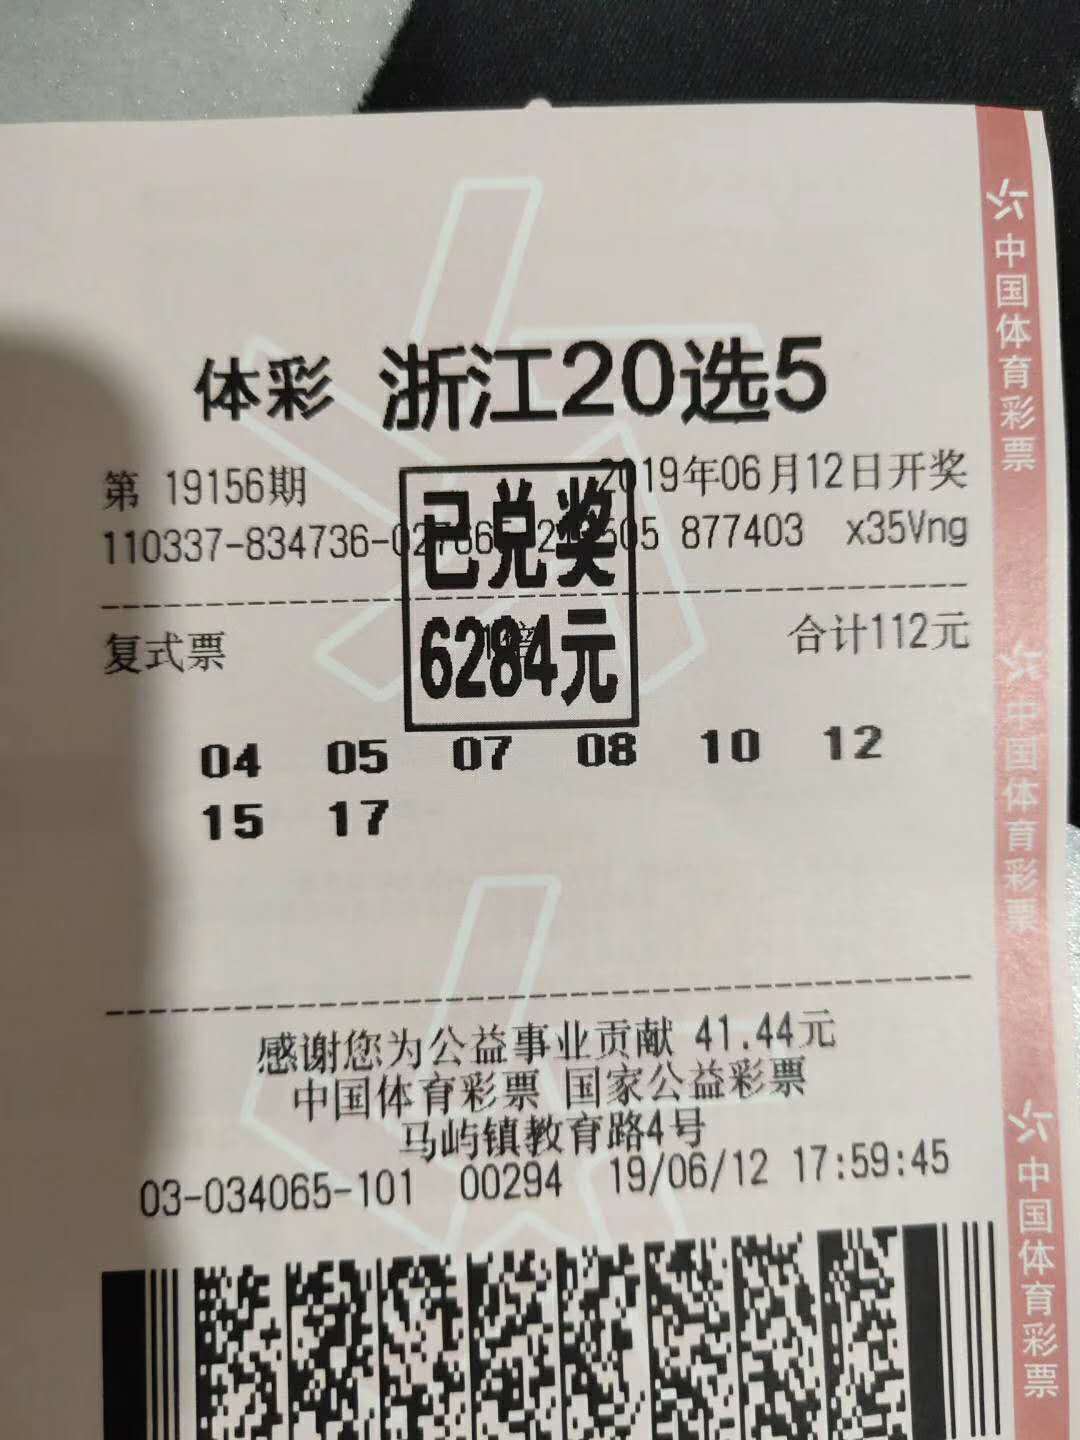 体彩 浙江20选5
第 19156期 2019年06月12日开奖
110337-834736- 505 877403 x35Vng
已兑奖
6284元
复式票 合计112元
04 05 07 08 10 12
15 17
感谢您为公益事业贡献 41.44元
中国体育彩票 国家公益彩票
马屿镇教育路4号
03-034065-101 00294 19/06/12 17:59:45
中国体育彩票
中国体育彩票
中国体育彩票